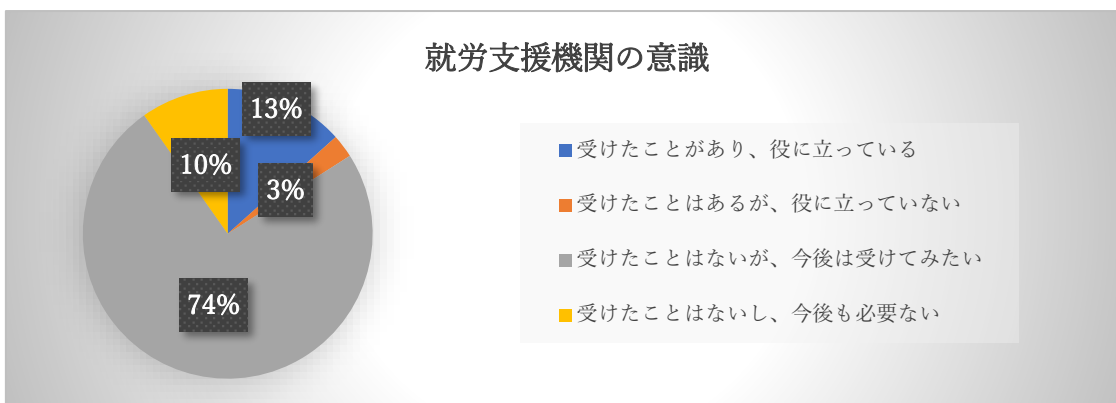 就労支援機関の意識
13%
10%
3%
74%
受けたことがあり、役に立っている
受けたことはあるが、役に立っていない
受けたことはないが、今後は受けてみたい
受けたことはないし、今後も必要ない